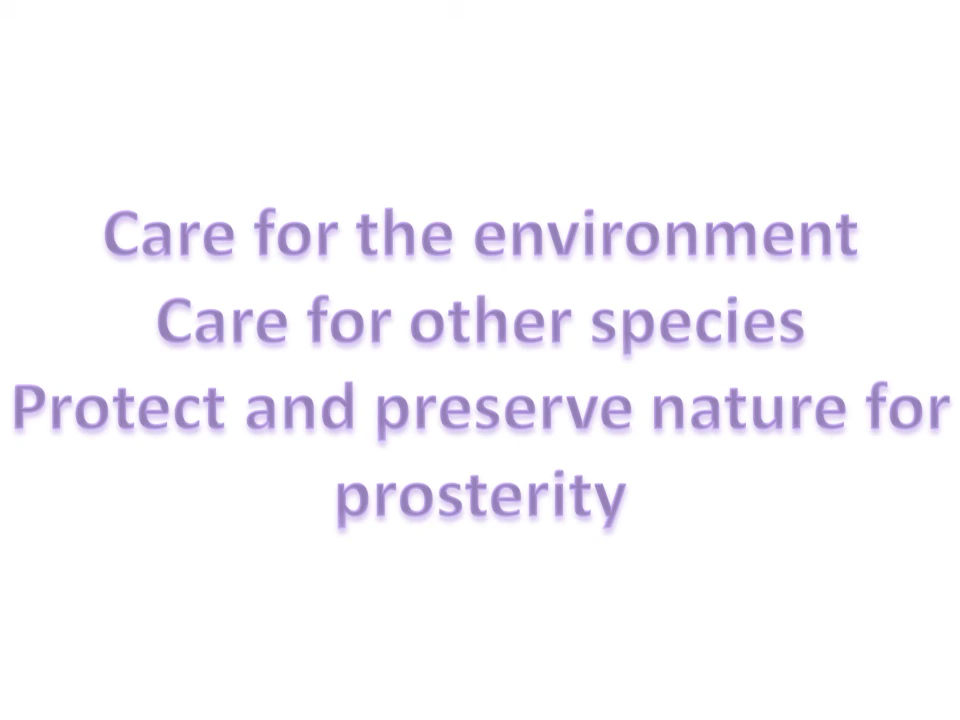 Care for the environment
Care for other species
Protect and preserve nature for
prosterity